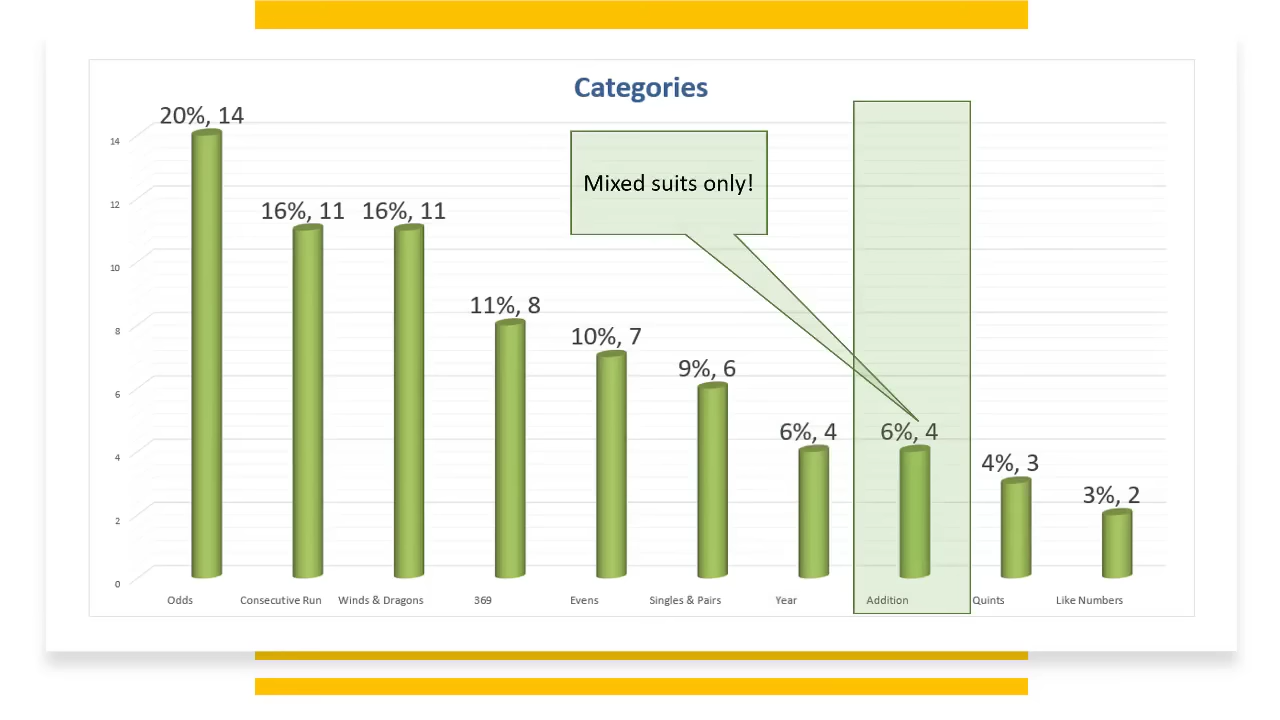 Categories
20%, 14
16%, 11
16%, 11
11%, 8
10%, 7
9%, 6
6%, 4
6%, 4
4%, 3
3%, 2
Mixed suits only!
14
12
10
8
6
4
2
0
Odds
Consecutive Run
Winds & Dragons
369
Evens
Singles & Pairs
Year
Addition
Quints
Like Numbers